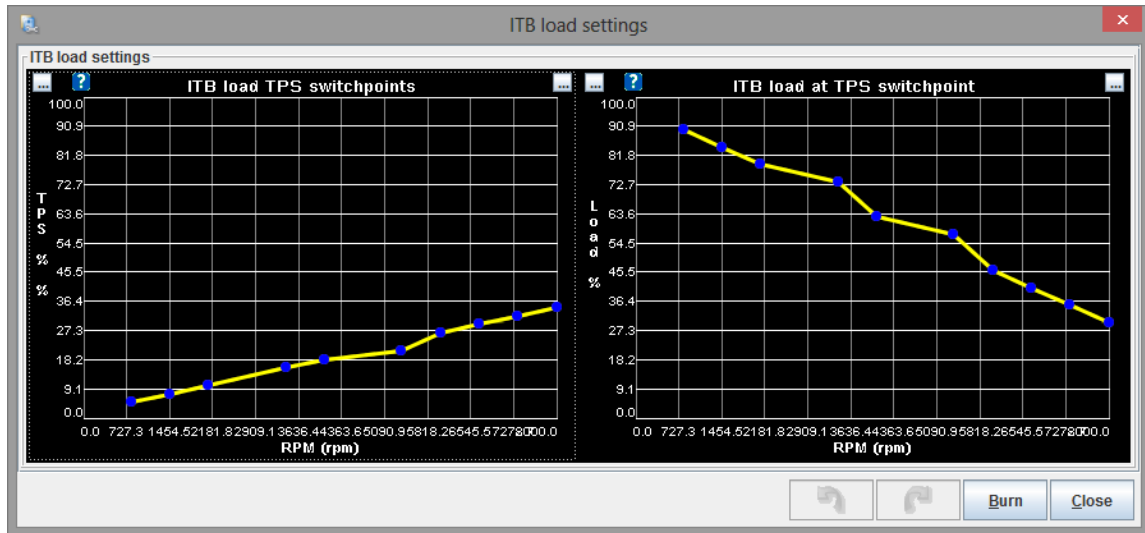 ITB load settings
×
ITB load settings
...
?
ITB load TPS switchpoints
...
100.0
90.9
81.8
72.7
63.6
54.5
45.5
36.4
27.3
18.2
9.1
0.0
TPS % %
0.0 727.3 1454.52181.82909.13636.44363.65090.95818.26545.57272.78000.0
RPM (rpm)
...
?
ITB load at TPS switchpoint
...
100.0
90.9
81.8
72.7
63.6
54.5
45.5
36.4
27.3
18.2
9.1
0.0
Load %
0.0 727.3 1454.52181.82909.13636.44363.65090.95818.26545.57272.78000.0
RPM (rpm)
Burn
Close